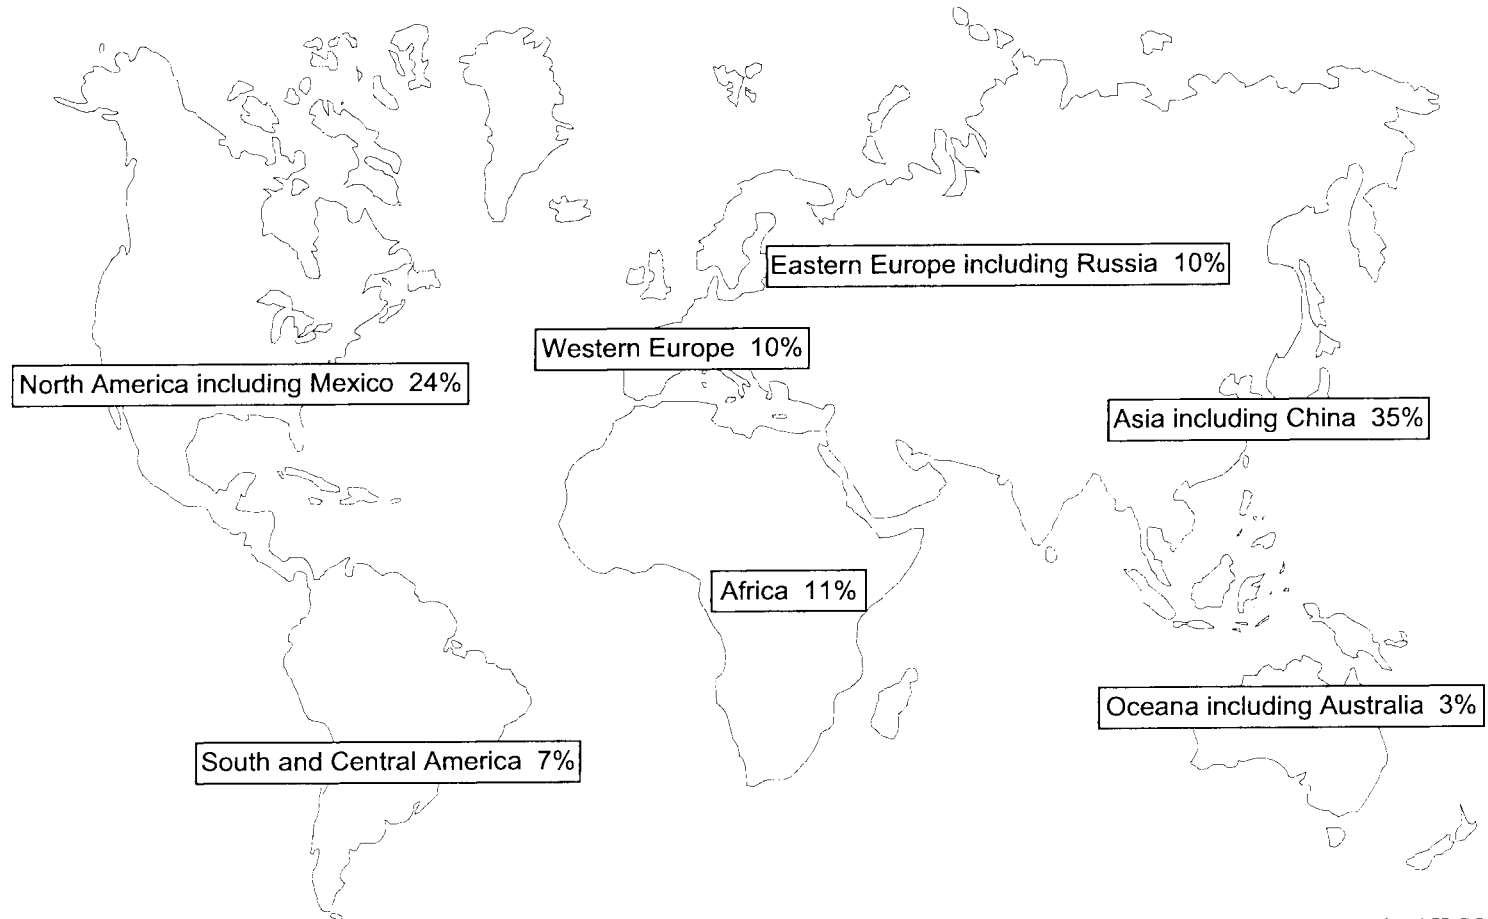 Eastern Europe including Russia 10%
Western Europe 10%
North America including Mexico 24%
Asia including China 35%
Africa 11%
Oceana including Australia 3%
South and Central America 7%